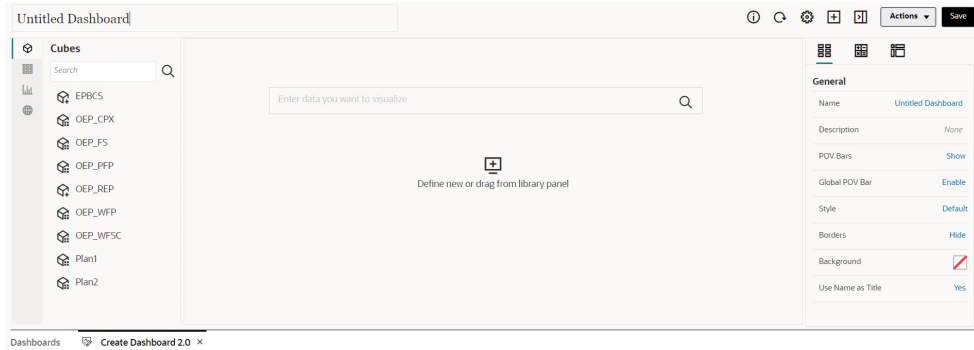 Untitled Dashboard
Actions
Save
Cubes
Search
EPBCS
OEP_CPX
OEP_FS
OEP_PFP
OEP_REP
OEP_WFP
OEP_WFSC
Plan1
Plan2
Enter data you want to visualize
Define new or drag from library panel
General
Name Untitled Dashboard
Description None
POV Bars Show
Global POV Bar Enable
Style Default
Borders Hide
Background
Use Name as Title Yes
Dashboards Create Dashboard 2.0 ×